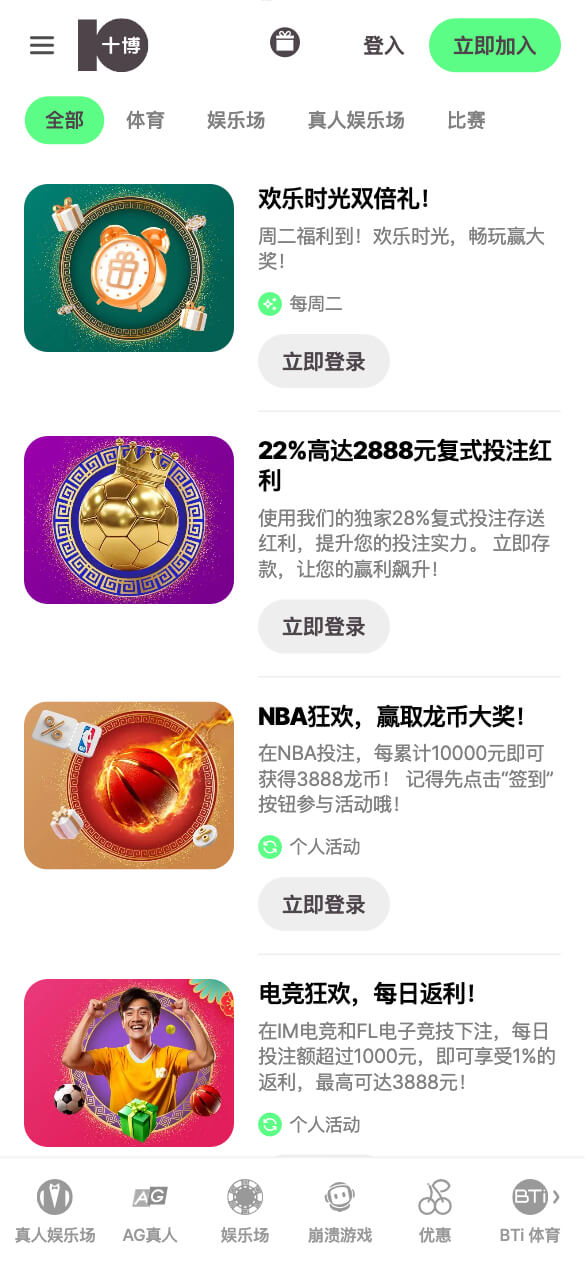 十博
登入
立即加入
全部
体育
娱乐场
真人娱乐场
比赛
欢乐时光双倍礼！
周二福利到！欢乐时光，畅玩赢大
奖！
每周二
立即登录
22%高达2888元复式投注红
利
使用我们的独家28%复式投注存送
红利，提升您的投注实力。 立即存
款，让您的赢利飙升！
立即登录
NBA狂欢，赢取龙币大奖！
在NBA投注，每累计10000元即可
获得3888龙币！ 记得先点击“签到”
按钮参与活动哦！
个人活动
立即登录
电竞狂欢，每日返利！
在IM电竞和FL电子竞技下注，每日
投注额超过1000元，即可享受1%的
返利，最高可达3888元！
个人活动
AG
BTi
真人娱乐场
AG真人
娱乐场
崩溃游戏
优惠
BTi 体育